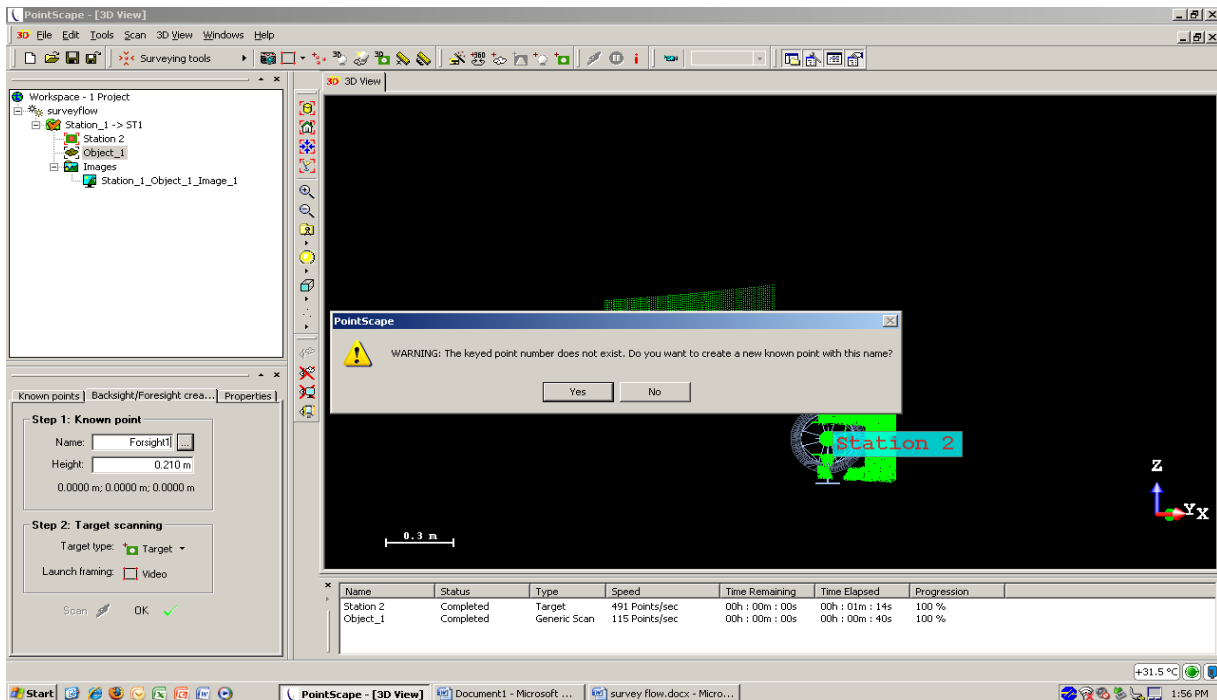 PointScape - [3D View]
3D File Edit Tools Scan 3D View Windows Help
Surveying tools
3D 3D View
Workspace - 1 Project
surveyflow
Station_1 -> ST1
Station 2
Object_1
Images
Station_1_Object_1_Image_1
PointScape
WARNING: The keyed point number does not exist. Do you want to create a new known point with this name?
Yes No
Station 2
Z
Y X
0.3 m
Known points Backsight/Foresight crea... Properties
Step 1: Known point
Name: Forsight1 ...
Height: 0.210 m
0.0000 m; 0.0000 m; 0.0000 m
Step 2: Target scanning
Target type: Target
Launch framing: Video
Scan OK
Name Status Type Speed Time Remaining Time Elapsed Progression
Station 2 Completed Target 491 Points/sec 00h : 00m : 00s 00h : 01m : 14s 100 %
Object_1 Completed Generic Scan 115 Points/sec 00h : 00m : 00s 00h : 00m : 40s 100 %
+31.5 °C
Start PointScape - [3D View] Document1 - Microsoft ... survey flow.docx - Micro... 1:56 PM